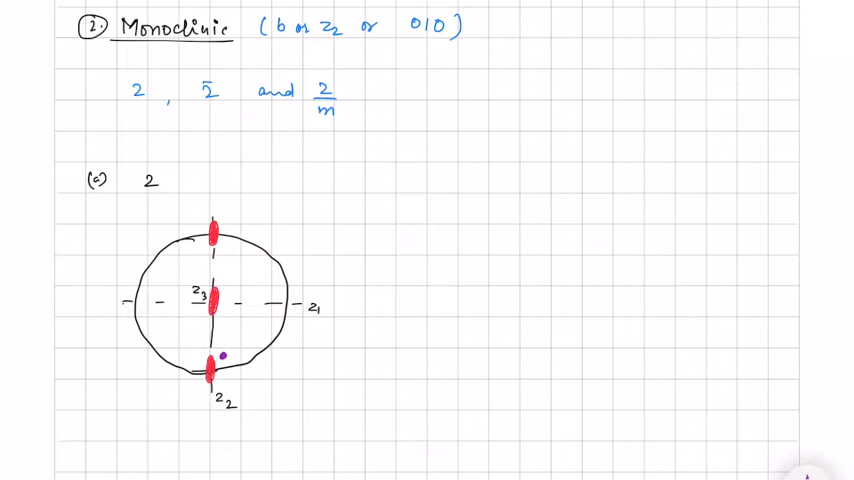 2. Monoclinic (b or z₂ or 010)
2 , 2̅ and 2/m
(a) 2
z₃
z₁
z₂